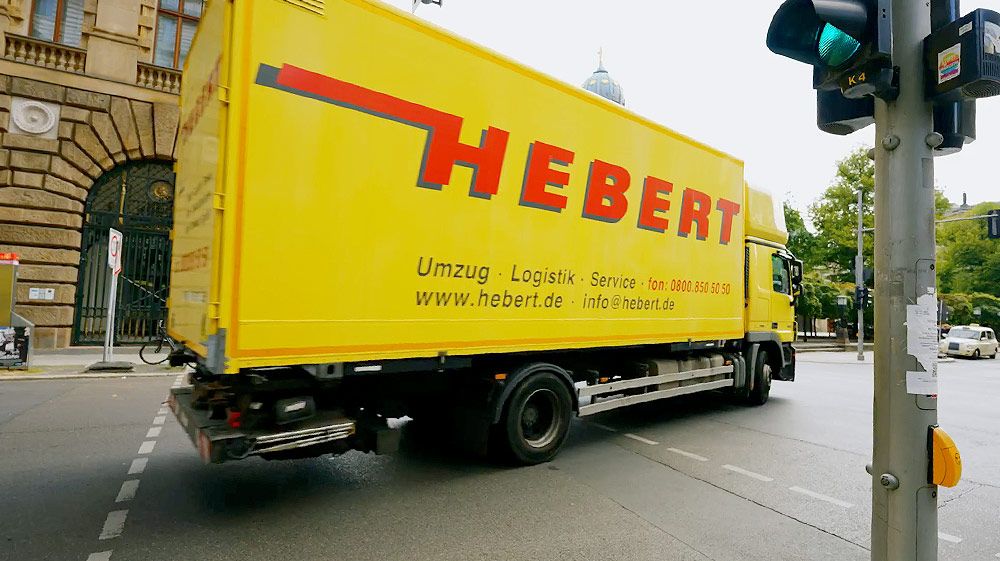 HEBERT
Umzug · Logistik · Service · fon: 0800.850 50 50
www.hebert.de · info@hebert.de
K4